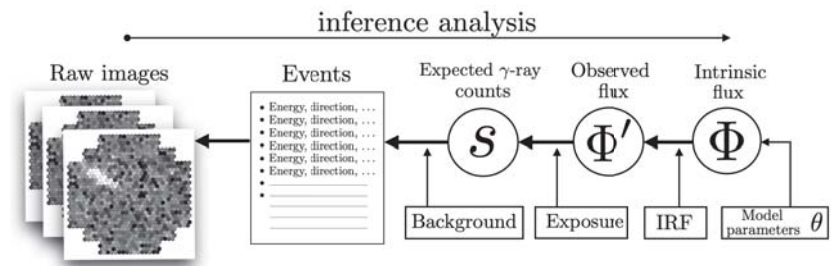 inference analysis
Raw images
Events
Expected γ-ray
counts
Observed
flux
Intrinsic
flux
• Energy, direction, ...
• Energy, direction, ...
• Energy, direction, ...
• Energy, direction, ...
• Energy, direction, ...
• Energy, direction, ...
•
•
s
Φ′
Φ
Background
Exposure
IRF
Model
parameters θ